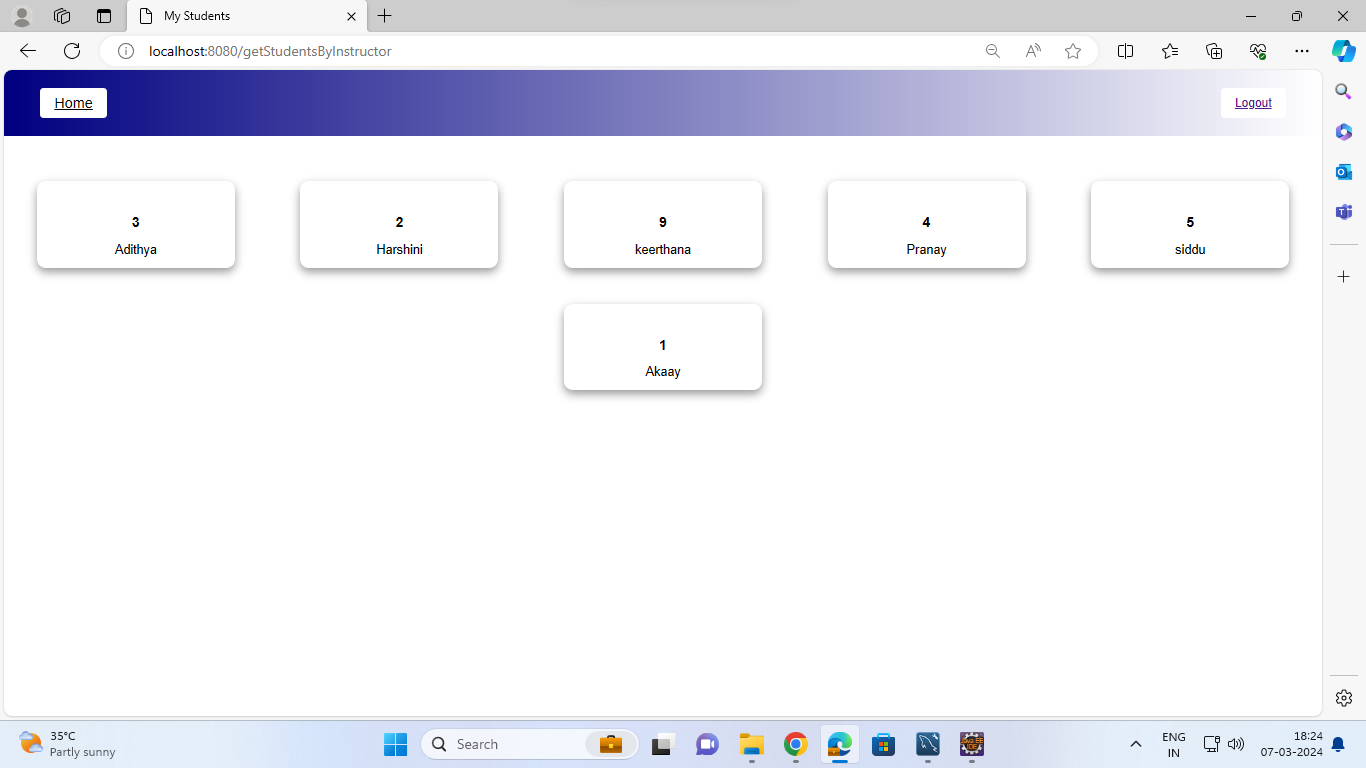 My Students
localhost:8080/getStudentsByInstructor
Home
Logout
3
Adithya
2
Harshini
9
keerthana
4
Pranay
5
siddu
1
Akaay
35°C
Partly sunny
Search
ENG
IN
18:24
07-03-2024